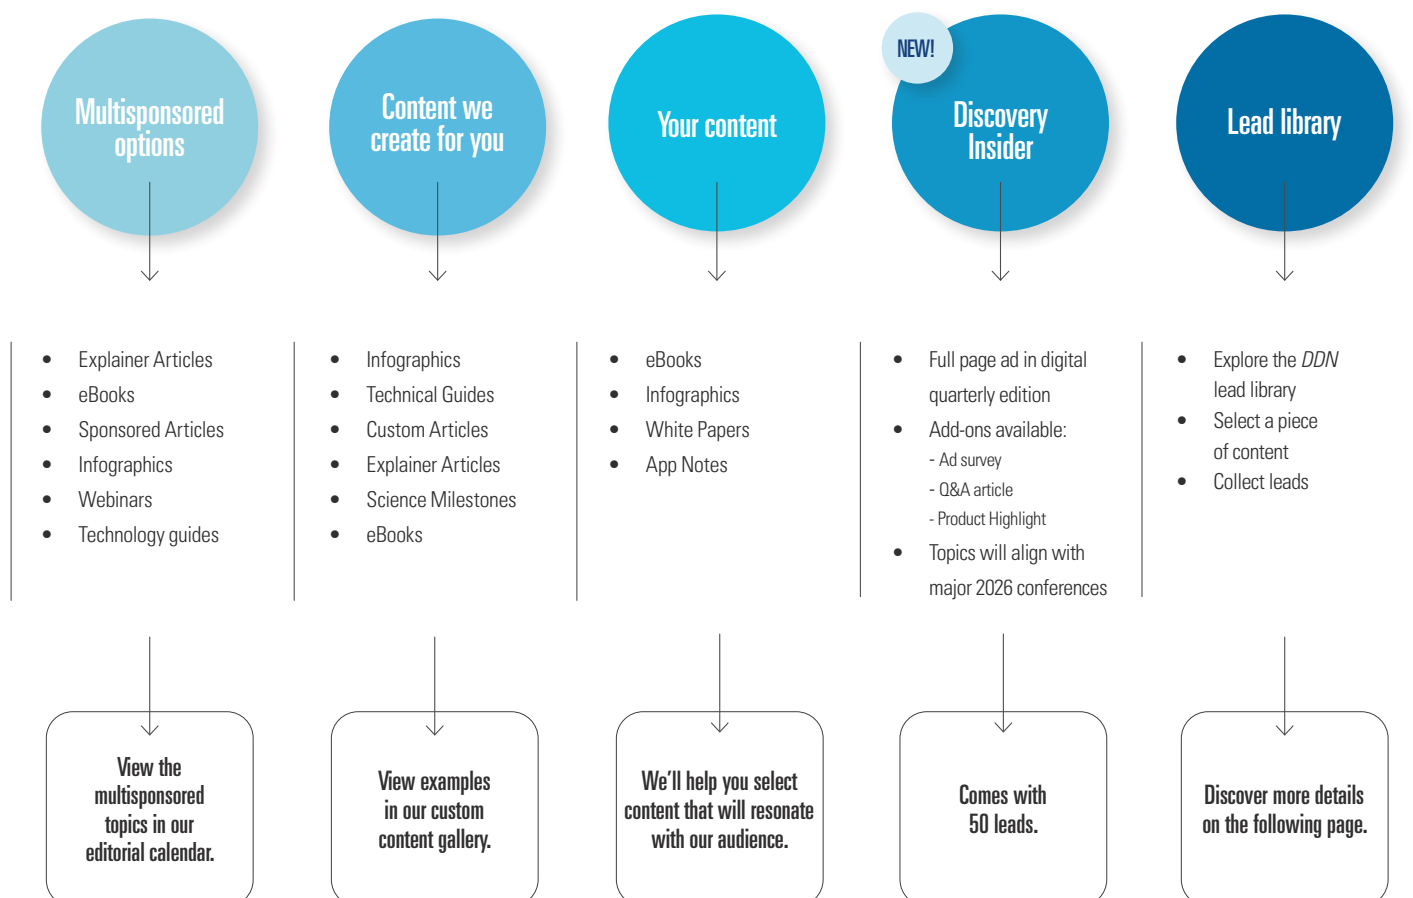 Multisponsored
options
Content we
create for you
Your content
NEW!
Discovery
Insider
Lead library
• Explainer Articles
• eBooks
• Sponsored Articles
• Infographics
• Webinars
• Technology guides
• Infographics
• Technical Guides
• Custom Articles
• Explainer Articles
• Science Milestones
• eBooks
• eBooks
• Infographics
• White Papers
• App Notes
• Full page ad in digital
quarterly edition
• Add-ons available:
- Ad survey
- Q&A article
- Product Highlight
• Topics will align with
major 2026 conferences
• Explore the DDN
lead library
• Select a piece
of content
• Collect leads
View the
multisponsored
topics in our
editorial calendar.
View examples
in our custom
content gallery.
We'll help you select
content that will resonate
with our audience.
Comes with
50 leads.
Discover more details
on the following page.